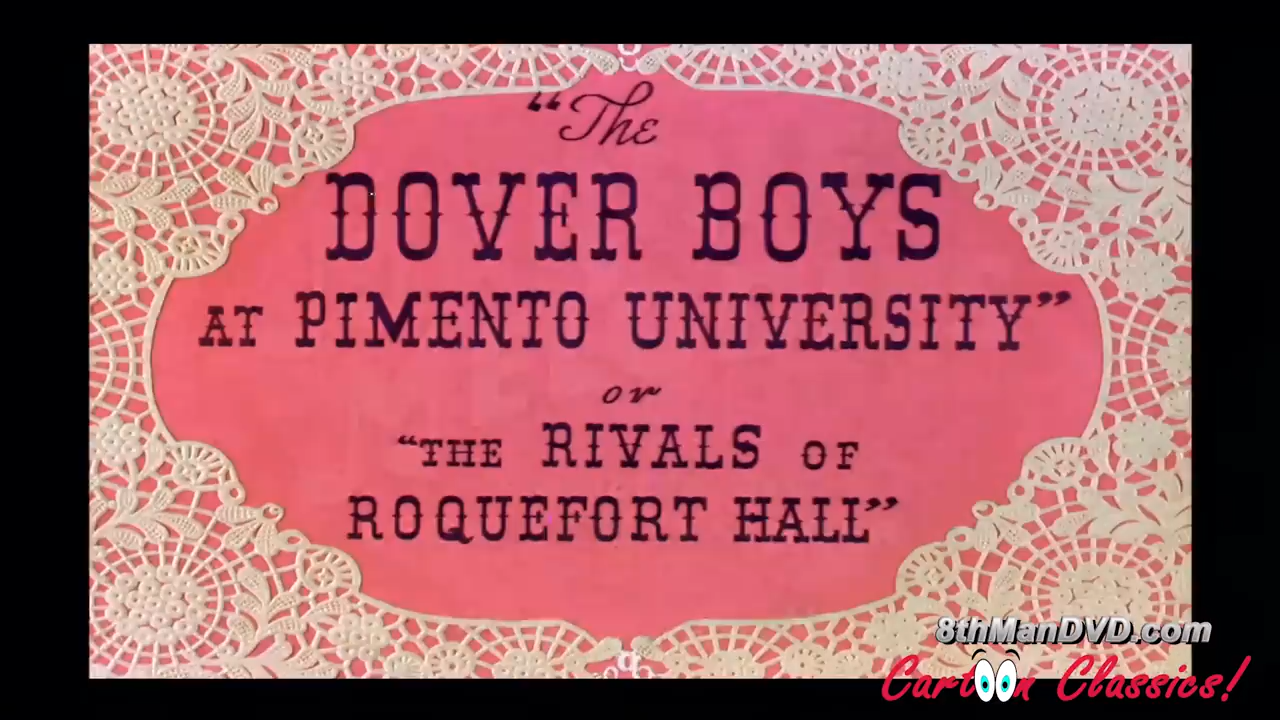 “The
DOVER BOYS
AT PIMENTO UNIVERSITY”
or
“THE RIVALS OF
ROQUEFORT HALL”
8thManDVD.com
Cartoon Classics!